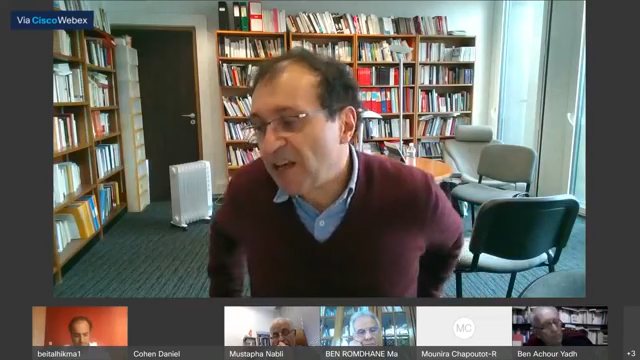 Via Cisco Webex
MC
beitalhikma1
Cohen Daniel
Mustapha Nabli
BEN ROMDHANE Ma
Mounira Chapoutot-R
Ben Achour Yadh
+3